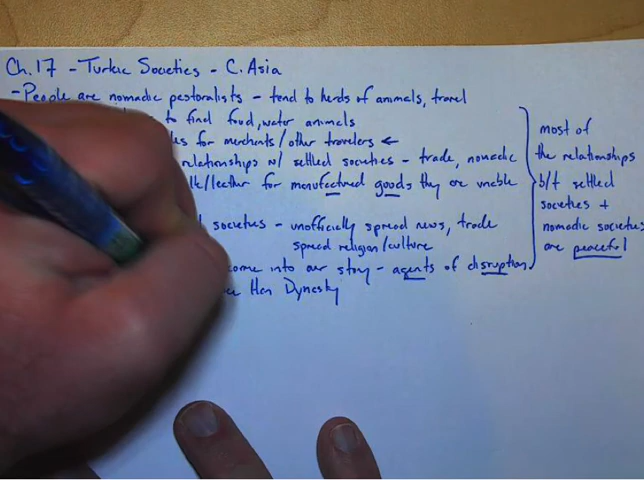 Ch. 17 - Turkic Societies - C. Asia
- People are nomadic pestoralists - tend to herds of animals, travel
to find food, water animals
for merchants/other travelers ←
relationships w/ settled societies - trade, nomadic
/leather for manufactured goods they are unable
societies - unofficially spread news, trade
spread religion/culture
come into our story - agents of disruption
Han Dynesty
most of
the relationships
b/t settled
societies +
nomadic societies
are peaceful